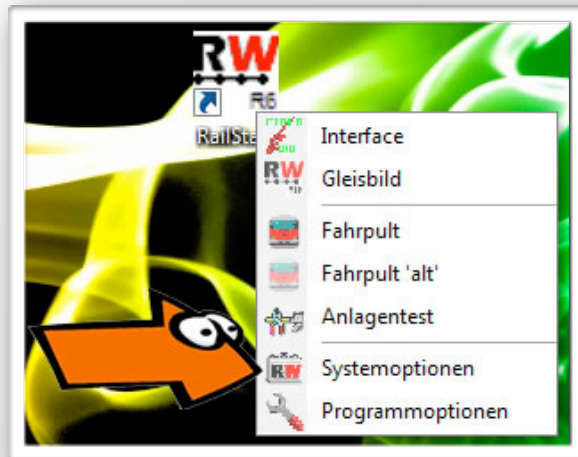 RW
R6
RailSta
Interface
RW
Gleisbild
Fahrpult
Fahrpult 'alt'
Anlagentest
RW
Systemoptionen
Programmoptionen